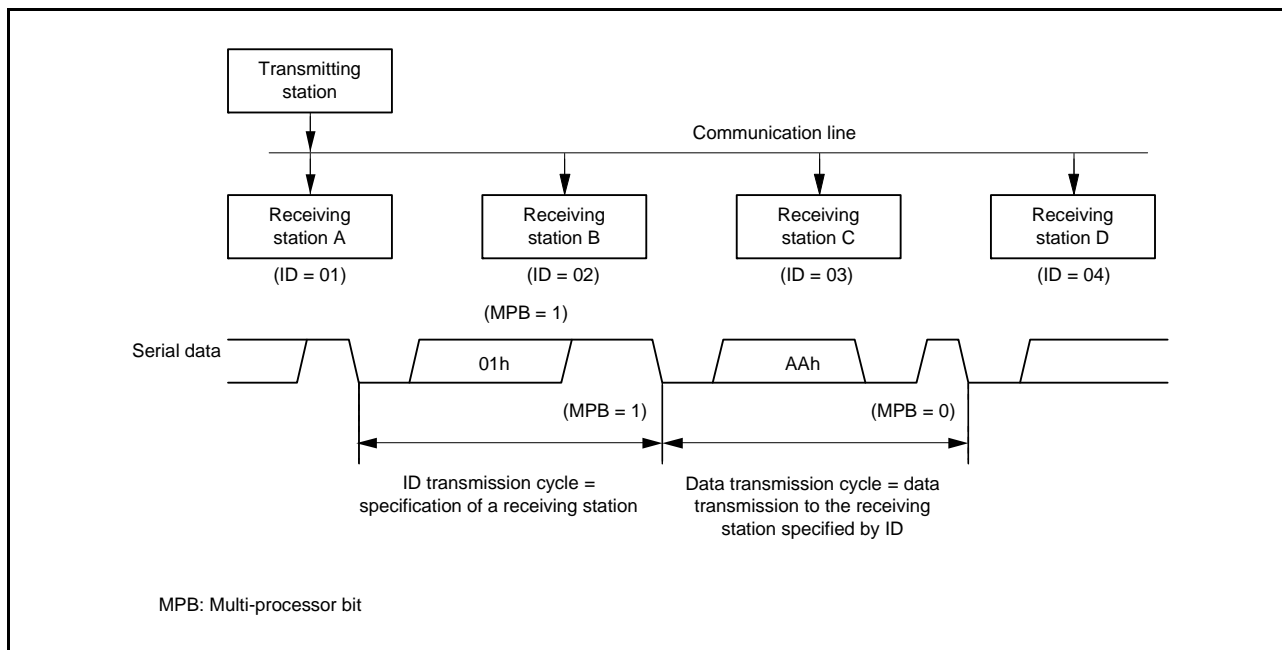 Transmitting
station
Communication line
Receiving
station A
Receiving
station B
Receiving
station C
Receiving
station D
(ID = 01)
(ID = 02)
(ID = 03)
(ID = 04)
(MPB = 1)
Serial data
01h
AAh
(MPB = 1)
(MPB = 0)
ID transmission cycle =
specification of a receiving station
Data transmission cycle = data
transmission to the receiving
station specified by ID
MPB: Multi-processor bit